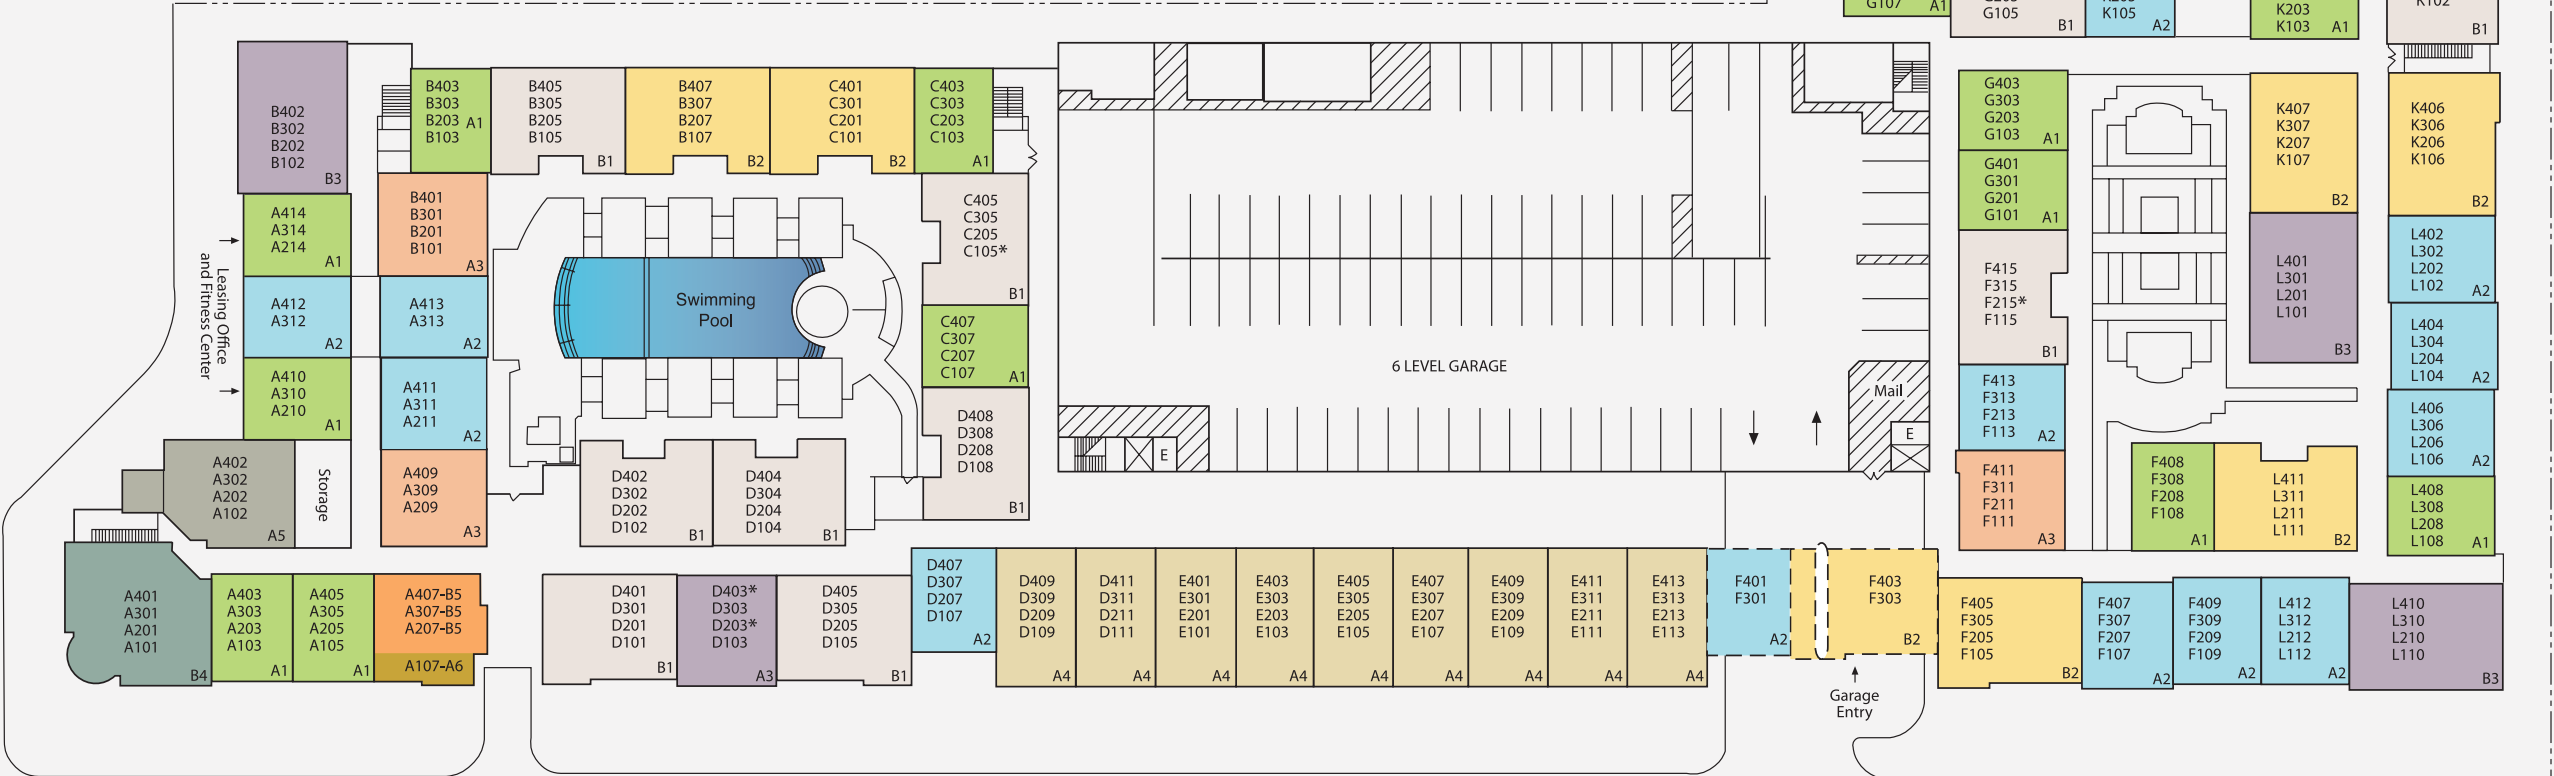 G107
A1
G205
G105
B1
K205
K105
A2
K203
K103
A1
K102
B1
B402
B302
B202
B102
B3
B403
B303
B203
B103
A1
B405
B305
B205
B105
B1
B407
B307
B207
B107
B2
C401
C301
C201
C101
B2
C403
C303
C203
C103
A1
A414
A314
A214
A1
B401
B301
B201
B101
A3
C405
C305
C205
C105*
B1
Leasing Office
and Fitness Center
A412
A312
A2
A413
A313
A2
Swimming
Pool
C407
C307
C207
C107
A1
A410
A310
A210
A1
A411
A311
A211
A2
D408
D308
D208
D108
B1
A402
A302
A202
A102
A5
Storage
A409
A309
A209
A3
D402
D302
D202
D102
B1
D404
D304
D204
D104
B1
6 LEVEL GARAGE
Mail
E
E
G403
G303
G203
G103
A1
G401
G301
G201
G101
A1
F415
F315
F215*
F115
B1
F413
F313
F213
F113
A2
F411
F311
F211
F111
A3
K407
K307
K207
K107
B2
L401
L301
L201
L101
B3
K406
K306
K206
K106
B2
L402
L302
L202
L102
A2
L404
L304
L204
L104
A2
L406
L306
L206
L106
A2
L408
L308
L208
L108
A1
F408
F308
F208
F108
A1
L411
L311
L211
L111
B2
A401
A301
A201
A101
B4
A403
A303
A203
A103
A1
A405
A305
A205
A105
A1
A407-B5
A307-B5
A207-B5
A107-A6
D401
D301
D201
D101
B1
D403*
D303
D203*
D103
A3
D405
D305
D205
D105
B1
D407
D307
D207
D107
A2
D409
D309
D209
D109
A4
D411
D311
D211
D111
A4
E401
E301
E201
E101
A4
E403
E303
E203
E103
A4
E405
E305
E205
E105
A4
E407
E307
E207
E107
A4
E409
E309
E209
E109
A4
E411
E311
E211
E111
A4
E413
E313
E213
E113
A4
F401
F301
A2
F403
F303
B2
Garage
Entry
F405
F305
F205
F105
B2
F407
F307
F207
F107
A2
F409
F309
F209
F109
A2
L412
L312
L212
L112
A2
L410
L310
L210
L110
B3